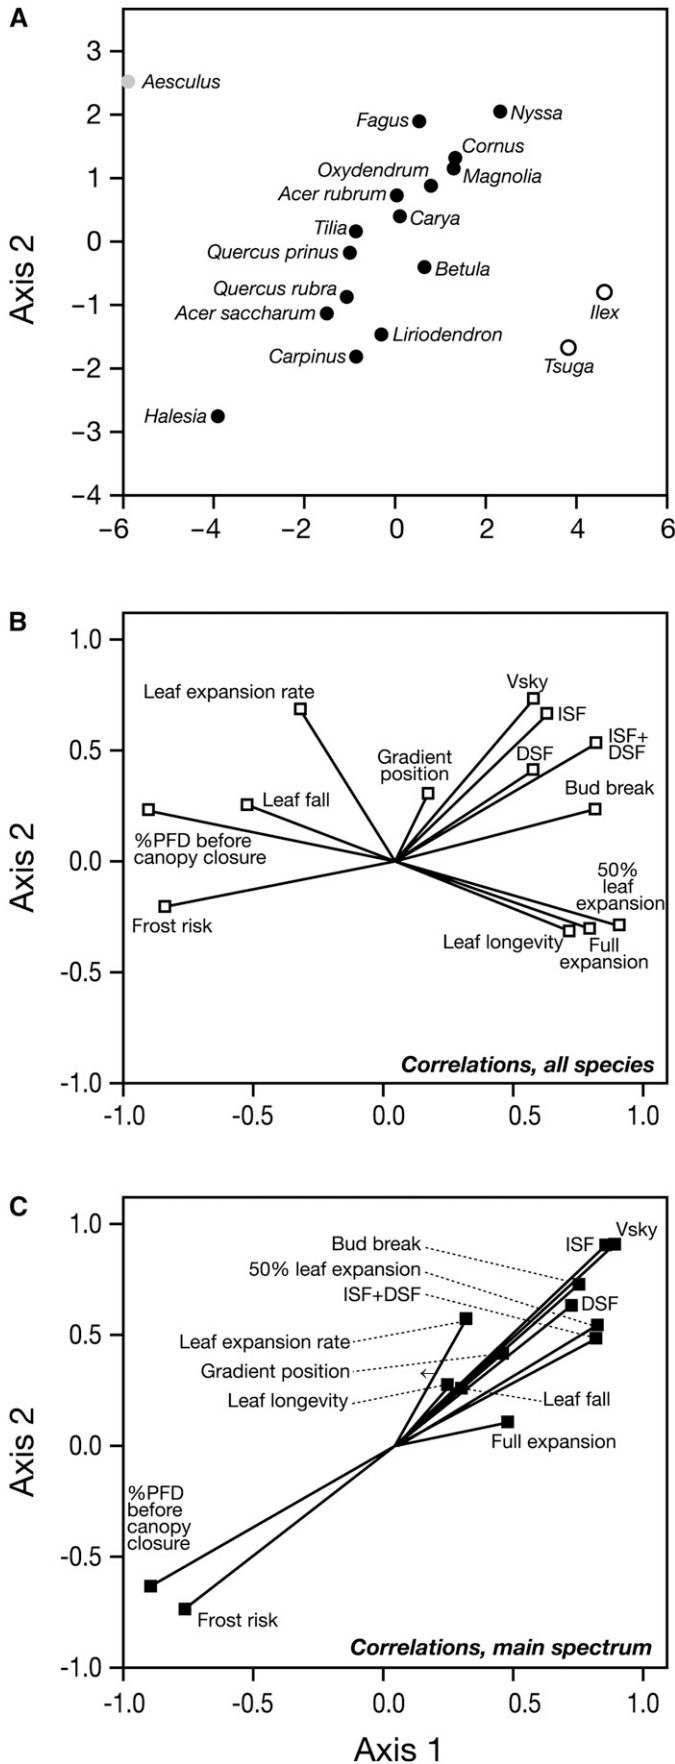 A
3
Aesculus
2
Nyssa
Fagus
Cornus
Oxydendrum
Magnolia
1
Acer rubrum
Carya
Tilia
0
Quercus prinus
Betula
Axis 2
Quercus rubra
−1
Ilex
Acer saccharum
Liriodendron
Carpinus
Tsuga
−2
Halesia
−3
−4
−6
−4
−2
0
2
4
6
B
1.0
Leaf expansion rate
Vsky
ISF
ISF+
DSF
DSF
Gradient
position
0.5
Leaf fall
Bud break
%PFD before
canopy closure
0.0
Axis 2
50%
leaf
expansion
Frost risk
Leaf longevity
Full
expansion
-0.5
Correlations, all species
-1.0
-1.0
-0.5
0.0
0.5
1.0
C
1.0
Bud break
ISF
Vsky
50% leaf expansion
ISF+DSF
DSF
0.5
Leaf expansion rate
Gradient position
←
Leaf longevity
Leaf fall
0.0
Full expansion
Axis 2
%PFD
before
canopy
closure
-0.5
Frost risk
Correlations, main spectrum
-1.0
-1.0
-0.5
0.0
0.5
1.0
Axis 1